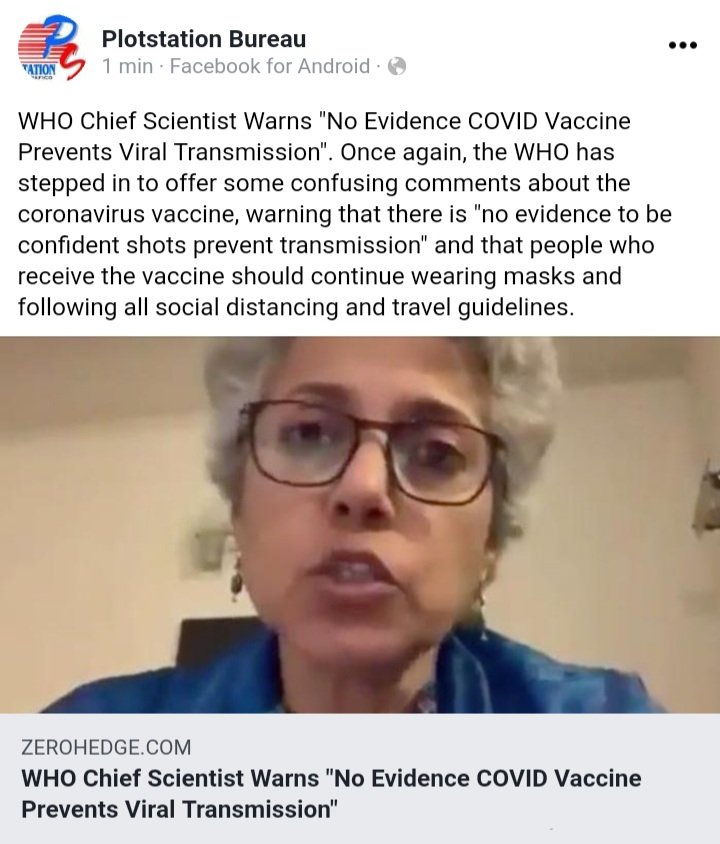 Plotstation Bureau
1 min · Facebook for Android ·
PS
TATION
WHO Chief Scientist Warns "No Evidence COVID Vaccine
Prevents Viral Transmission". Once again, the WHO has
stepped in to offer some confusing comments about the
coronavirus vaccine, warning that there is "no evidence to be
confident shots prevent transmission" and that people who
receive the vaccine should continue wearing masks and
following all social distancing and travel guidelines.
ZEROHEDGE.COM
WHO Chief Scientist Warns "No Evidence COVID Vaccine
Prevents Viral Transmission"